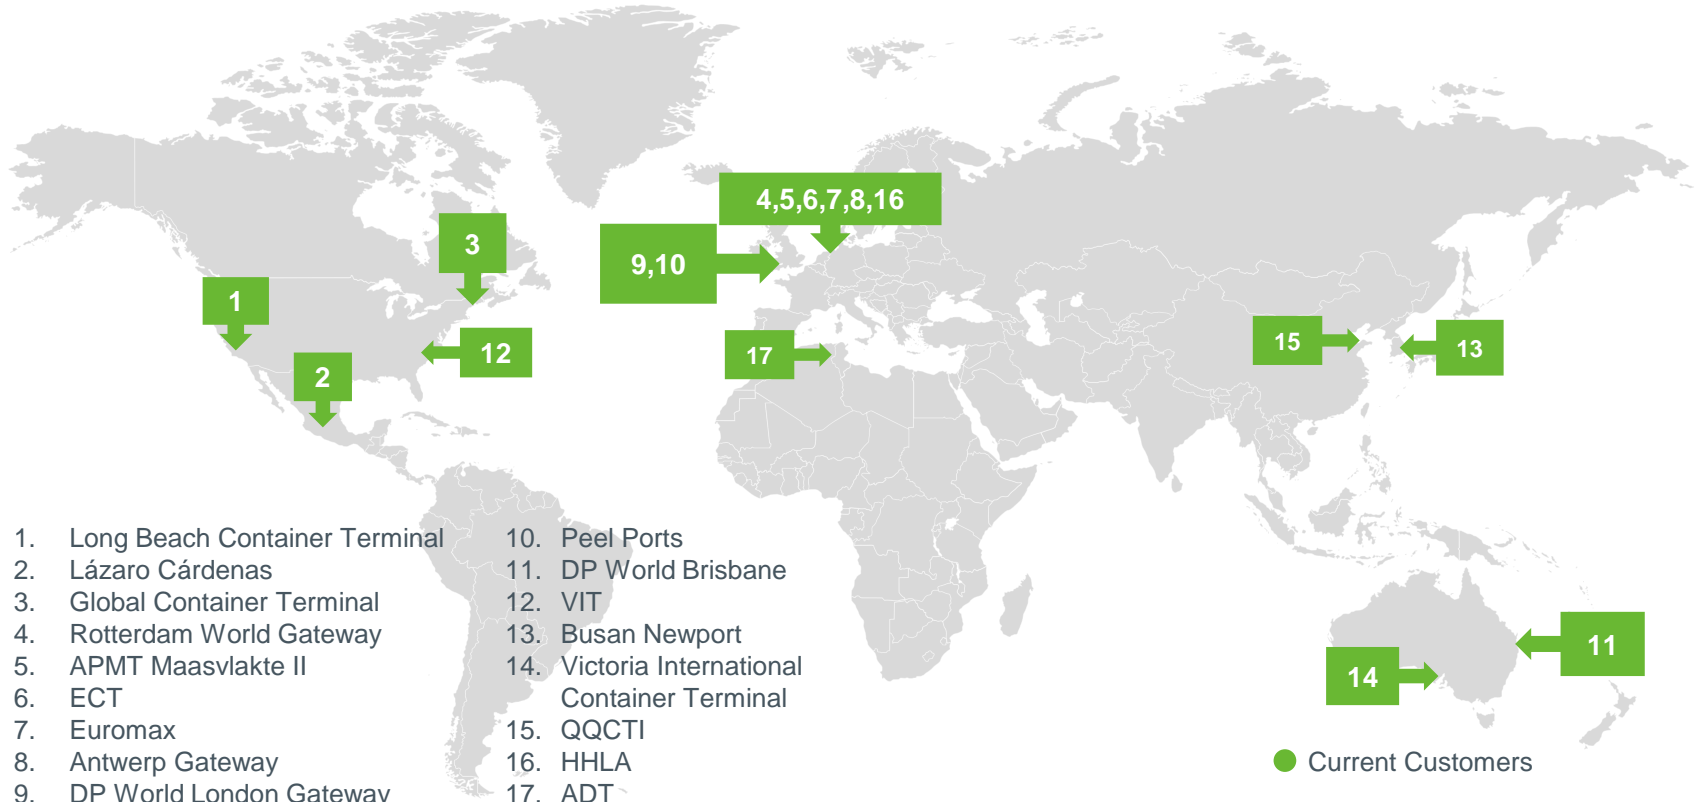 4,5,6,7,8,16
3
9,10
1
12
15
13
17
2
1. Long Beach Container Terminal
2. Lázaro Cárdenas
3. Global Container Terminal
4. Rotterdam World Gateway
5. APMT Maasvlakte II
6. ECT
7. Euromax
8. Antwerp Gateway
9. DP World London Gateway
10. Peel Ports
11. DP World Brisbane
12. VIT
13. Busan Newport
14. Victoria International
Container Terminal
15. QQCTI
16. HHLA
17. ADT
11
14
Current Customers